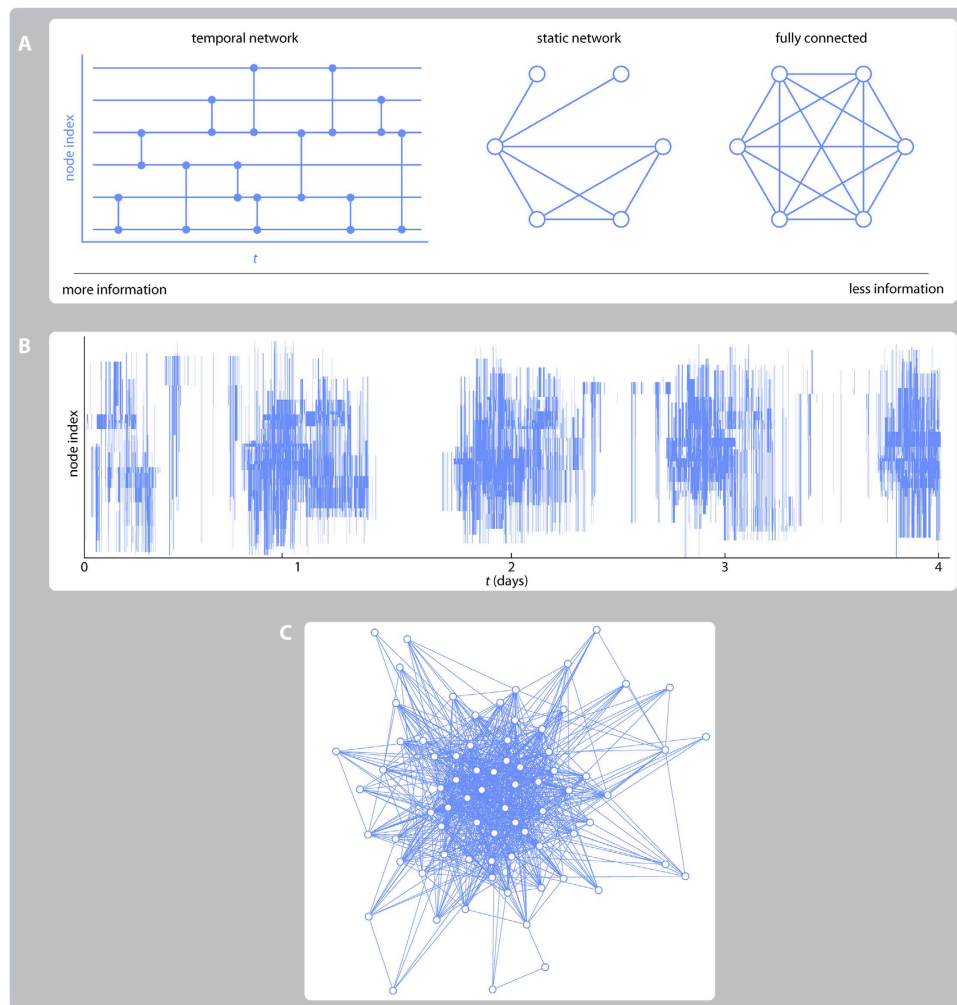 A
temporal network
static network
fully connected
node index
t
more information
less information
B
node index
0
1
2
3
4
t (days)
C